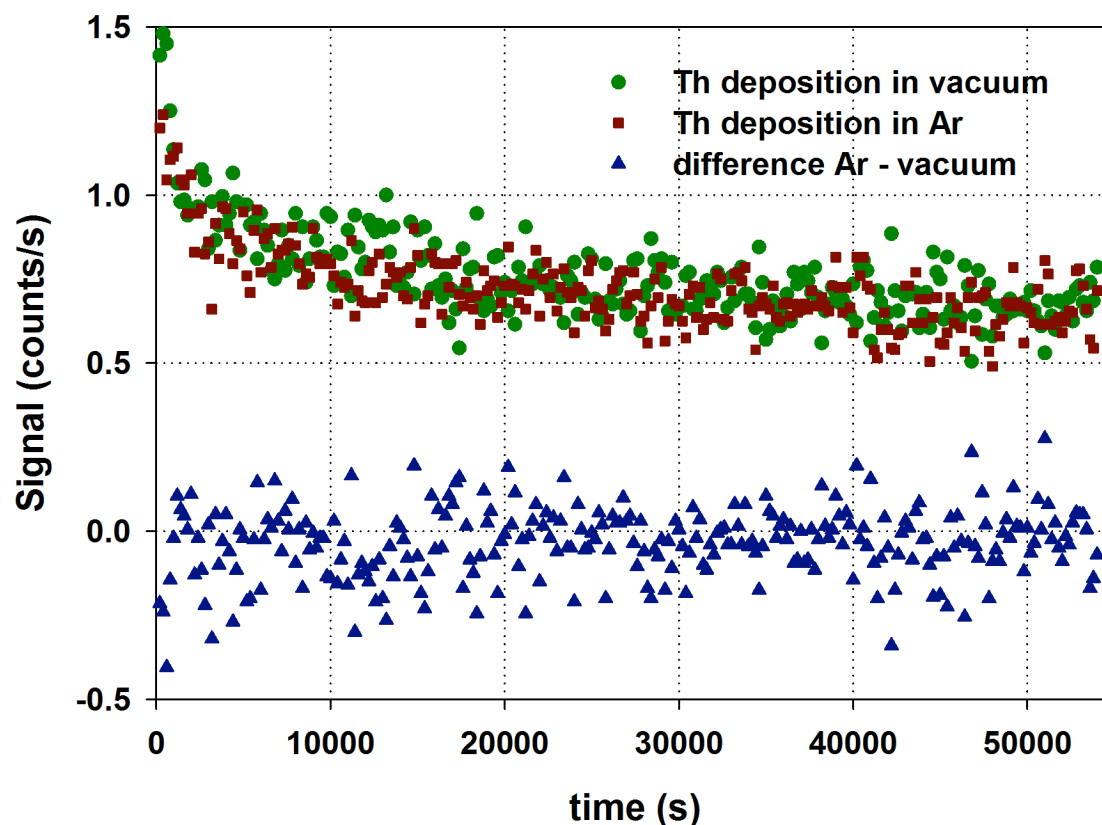 1.5
1.0
0.5
0.0
-0.5
Signal (counts/s)
Th deposition in vacuum
Th deposition in Ar
difference Ar - vacuum
0 10000 20000 30000 40000 50000
time (s)